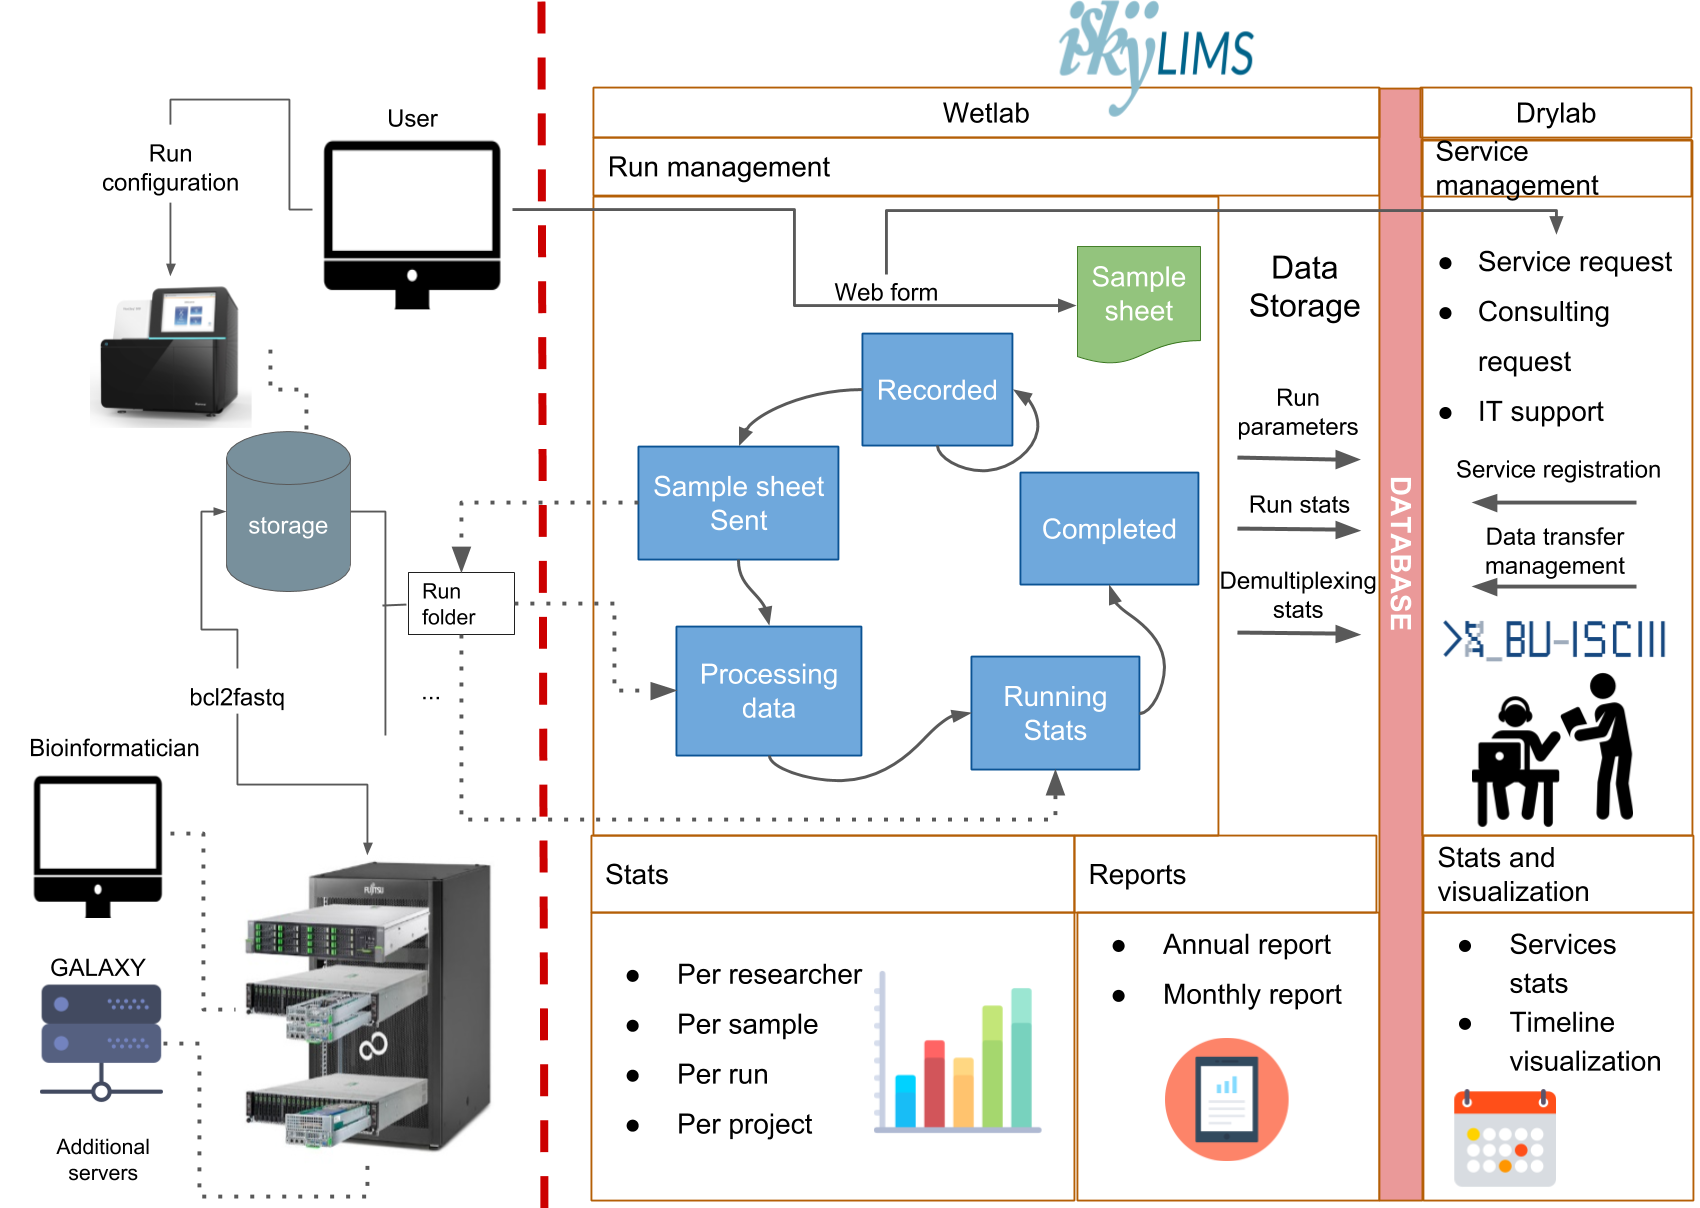 iskyLIMS
User
Run
configuration
storage
Run
folder
...
bcl2fastq
Bioinformatician
FUJITSU
GALAXY
Additional
servers
Wetlab
Run management
Web form
Sample
sheet
Recorded
Sample sheet
Sent
Completed
Processing
data
Running
Stats
Data
Storage
Run
parameters
Run stats
Demultiplexing
stats
DATABASE
Drylab
Service
management
● Service request
● Consulting
request
● IT support
Service registration
Data transfer
management
>X_BU-ISCIII
Stats
● Per researcher
● Per sample
● Per run
● Per project
Reports
● Annual report
● Monthly report
Stats and
visualization
● Services
stats
● Timeline
visualization